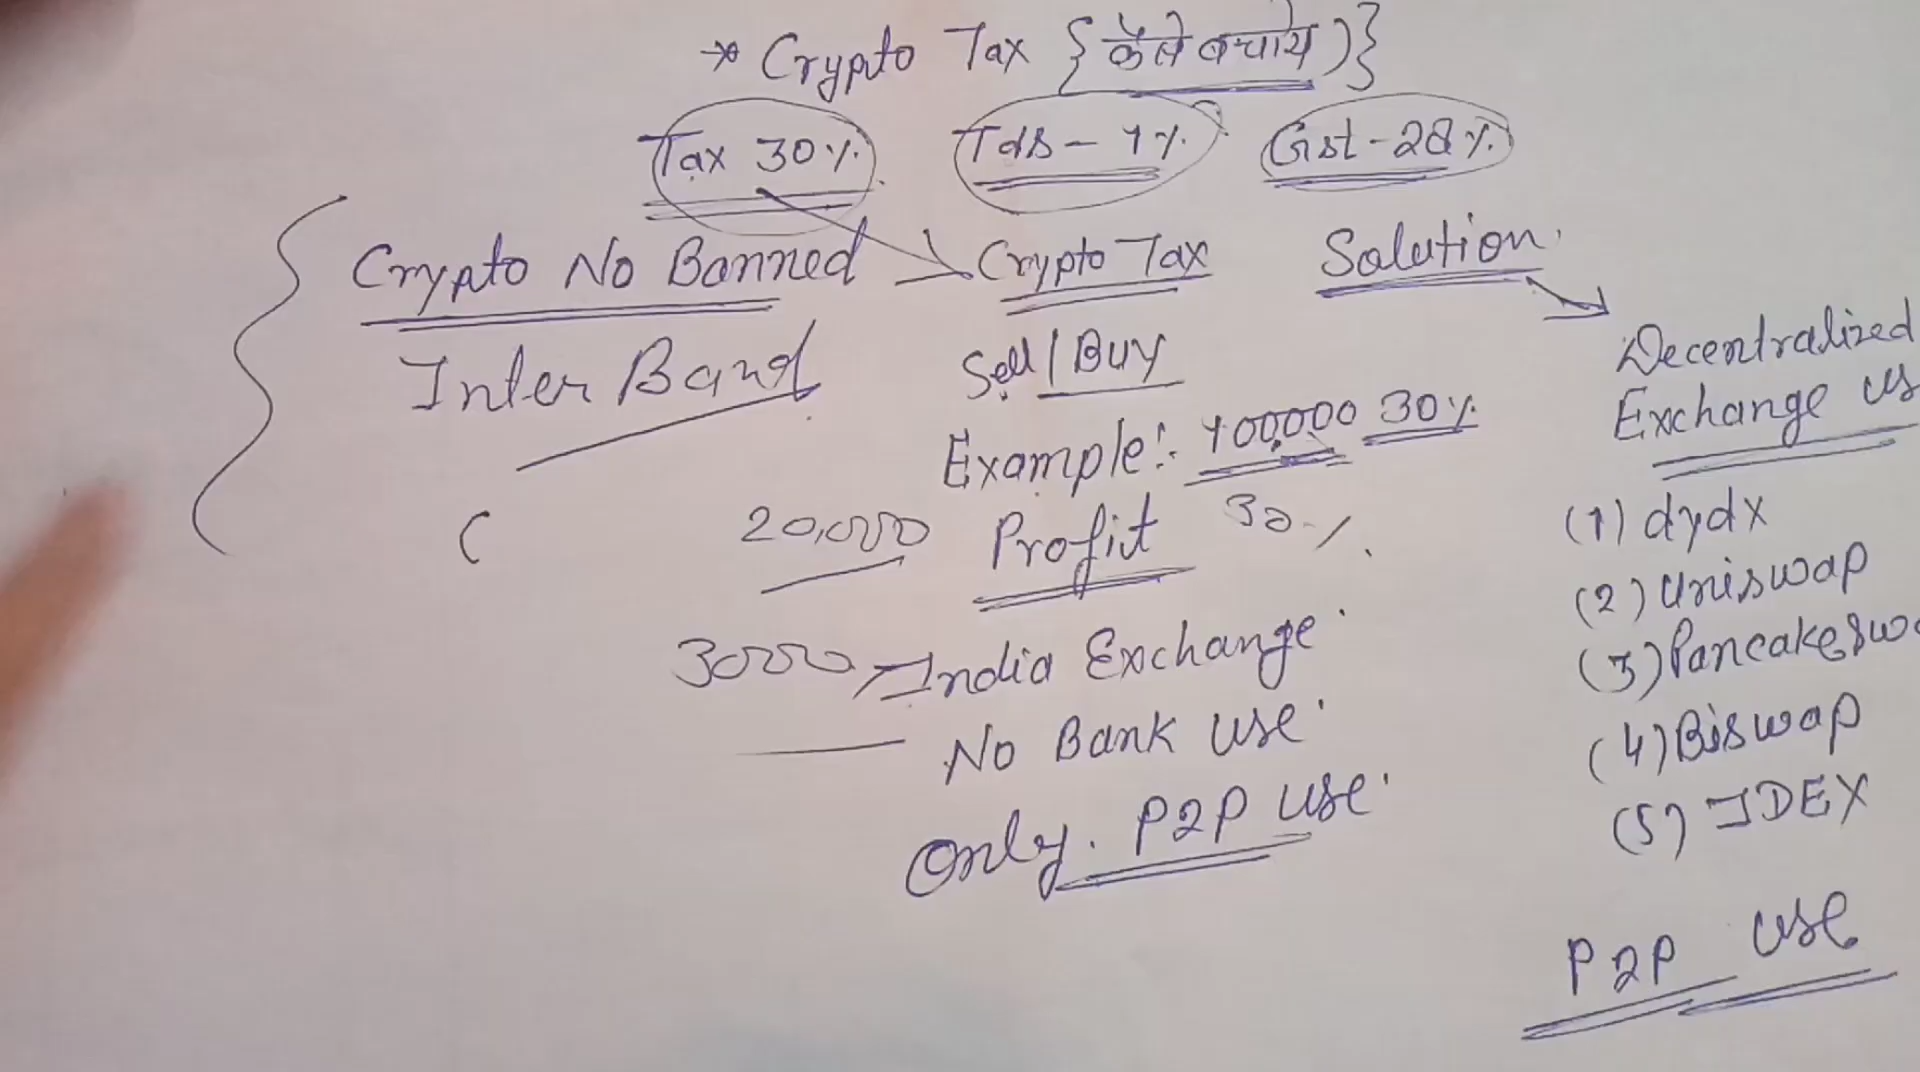 * Crypto Tax {कैसे बचाये)}
Tax 30% Tds - 1% Gst - 28%
Crypto No Banned → Crypto Tax
Inter Band
Sell / Buy
Example:- 100,000 30%
20,000 Profit 30%
3000 India Exchange.
No Bank use.
Only. P2P use.
Solution.
Decentralized
Exchange us
(1) dydx
(2) Uniswap
(3) Pancakeswa
(4) Biswap
(5) IDEX
P2P use